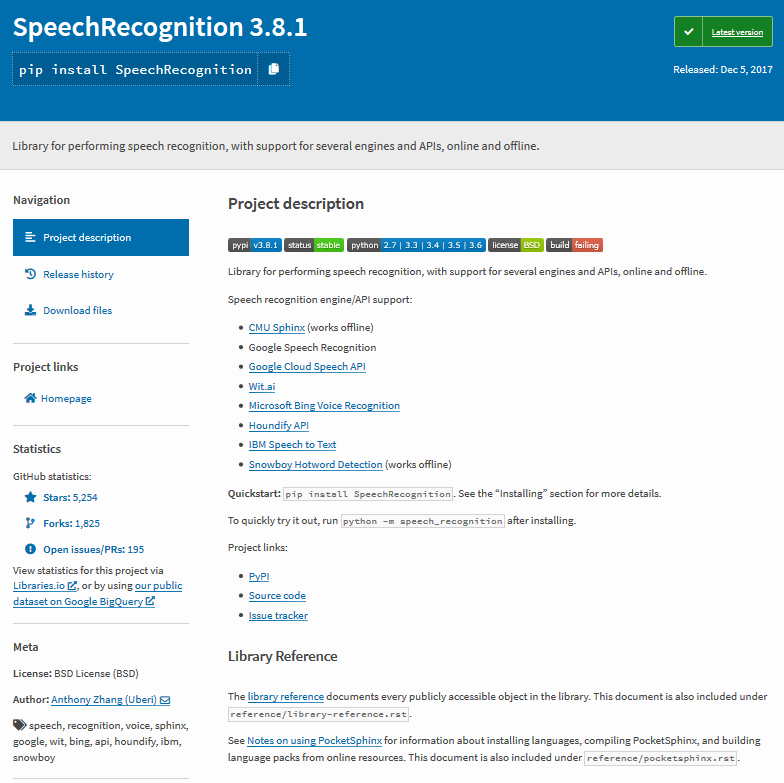 SpeechRecognition 3.8.1
Latest version
pip install SpeechRecognition
Released: Dec 5, 2017
Library for performing speech recognition, with support for several engines and APIs, online and offline.
Navigation
Project description
Release history
Download files
Project links
Homepage
Statistics
GitHub statistics:
Stars: 5,254
Forks: 1,825
Open issues/PRs: 195
View statistics for this project via
Libraries.io, or by using our public
dataset on Google BigQuery
Meta
License: BSD License (BSD)
Author: Anthony Zhang (Uberi)
speech, recognition, voice, sphinx,
google, wit, bing, api, houndify, ibm,
snowboy
Project description
pypi v3.8.1 status stable python 2.7 | 3.3 | 3.4 | 3.5 | 3.6 license BSD build failing
Library for performing speech recognition, with support for several engines and APIs, online and offline.
Speech recognition engine/API support:
• CMU Sphinx (works offline)
• Google Speech Recognition
• Google Cloud Speech API
• Wit.ai
• Microsoft Bing Voice Recognition
• Houndify API
• IBM Speech to Text
• Snowboy Hotword Detection (works offline)
Quickstart: pip install SpeechRecognition. See the “Installing” section for more details.
To quickly try it out, run python -m speech_recognition after installing.
Project links:
• PyPI
• Source code
• Issue tracker
Library Reference
The library reference documents every publicly accessible object in the library. This document is also included under
reference/library-reference.rst.
See Notes on using PocketSphinx for information about installing languages, compiling PocketSphinx, and building
language packs from online resources. This document is also included under reference/pocketsphinx.rst.